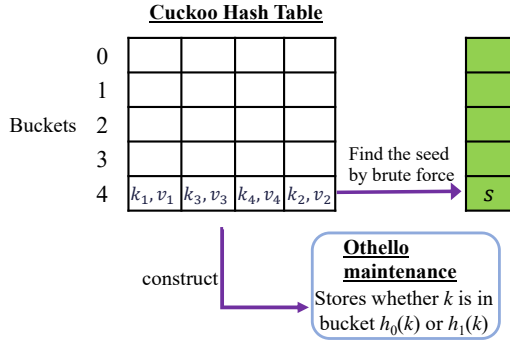 Cuckoo Hash Table
0
1
Buckets 2
3
4
k₁, v₁ k₃, v₃ k₄, v₄ k₂, v₂
Find the seed
by brute force
s
construct
Othello
maintenance
Stores whether k is in
bucket h₀(k) or h₁(k)